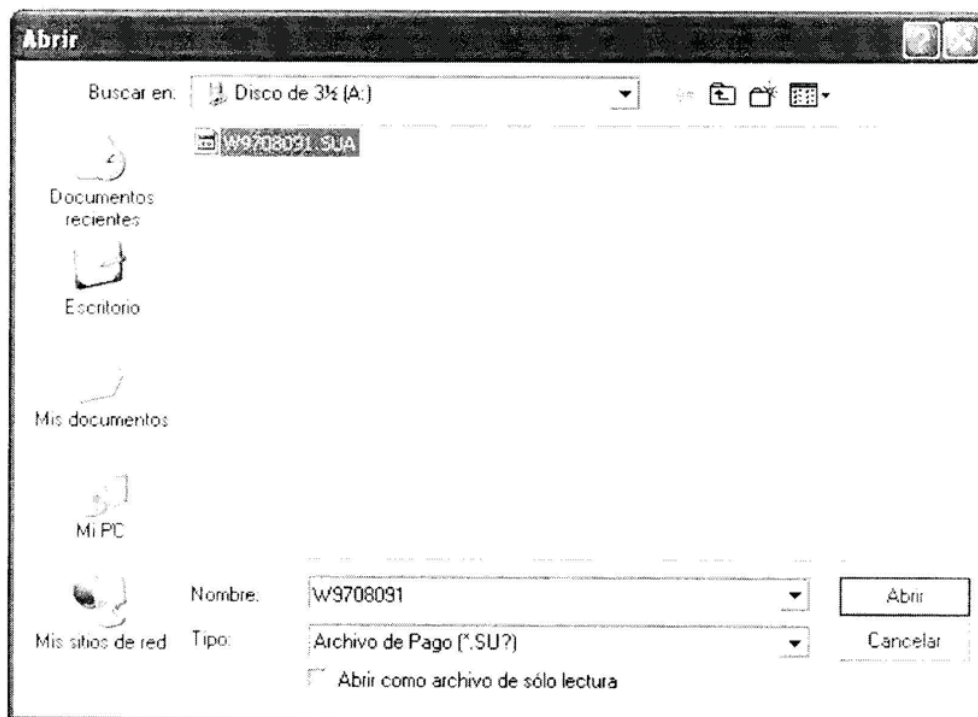 Abrir
Buscar en: Disco de 3½ (A:)
W9708091.SUA
Documentos
recientes
Escritorio
Mis documentos
Mi PC
Mis sitios de red
Nombre: W9708091 Abrir
Tipo: Archivo de Pago (*.SU?) Cancelar
Abrir como archivo de sólo lectura